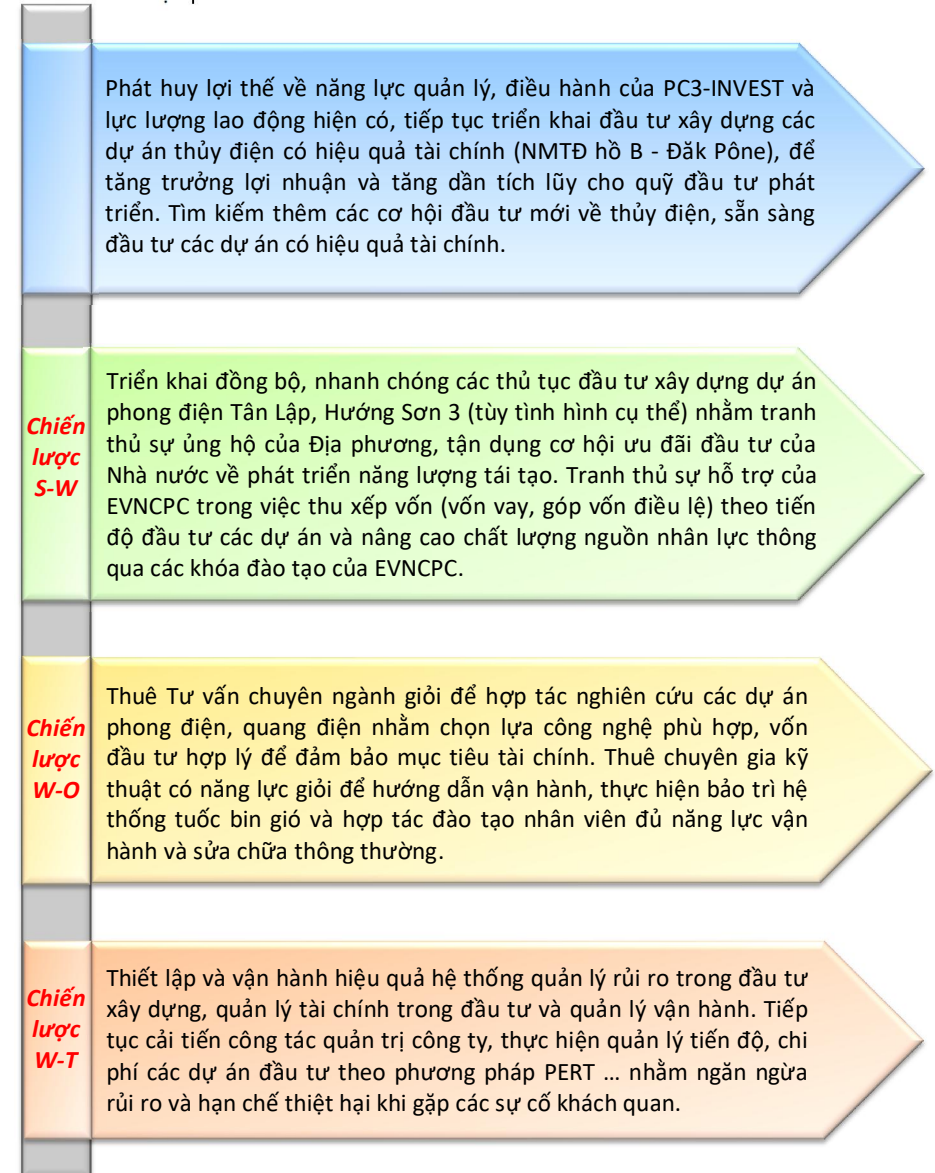 Phát huy lợi thế về năng lực quản lý, điều hành của PC3-INVEST và
lực lượng lao động hiện có, tiếp tục triển khai đầu tư xây dựng các
dự án thủy điện có hiệu quả tài chính (NMTĐ hồ B - Đăk Pône), để
tăng trưởng lợi nhuận và tăng dần tích lũy cho quỹ đầu tư phát
triển. Tìm kiếm thêm các cơ hội đầu tư mới về thủy điện, sẵn sàng
đầu tư các dự án có hiệu quả tài chính.
Chiến
lược
S-W
Triển khai đồng bộ, nhanh chóng các thủ tục đầu tư xây dựng dự án
phong điện Tân Lập, Hướng Sơn 3 (tùy tình hình cụ thể) nhằm tranh
thủ sự ủng hộ của Địa phương, tận dụng cơ hội ưu đãi đầu tư của
Nhà nước về phát triển năng lượng tái tạo. Tranh thủ sự hỗ trợ của
EVNCPC trong việc thu xếp vốn (vốn vay, góp vốn điều lệ) theo tiến
độ đầu tư các dự án và nâng cao chất lượng nguồn nhân lực thông
qua các khóa đào tạo của EVNCPC.
Chiến
lược
W-O
Thuê Tư vấn chuyên ngành giỏi để hợp tác nghiên cứu các dự án
phong điện, quang điện nhằm chọn lựa công nghệ phù hợp, vốn
đầu tư hợp lý để đảm bảo mục tiêu tài chính. Thuê chuyên gia kỹ
thuật có năng lực giỏi để hướng dẫn vận hành, thực hiện bảo trì hệ
thống tuốc bin gió và hợp tác đào tạo nhân viên đủ năng lực vận
hành và sửa chữa thông thường.
Chiến
lược
W-T
Thiết lập và vận hành hiệu quả hệ thống quản lý rủi ro trong đầu tư
xây dựng, quản lý tài chính trong đầu tư và quản lý vận hành. Tiếp
tục cải tiến công tác quản trị công ty, thực hiện quản lý tiến độ, chi
phí các dự án đầu tư theo phương pháp PERT … nhằm ngăn ngừa
rủi ro và hạn chế thiệt hại khi gặp các sự cố khách quan.